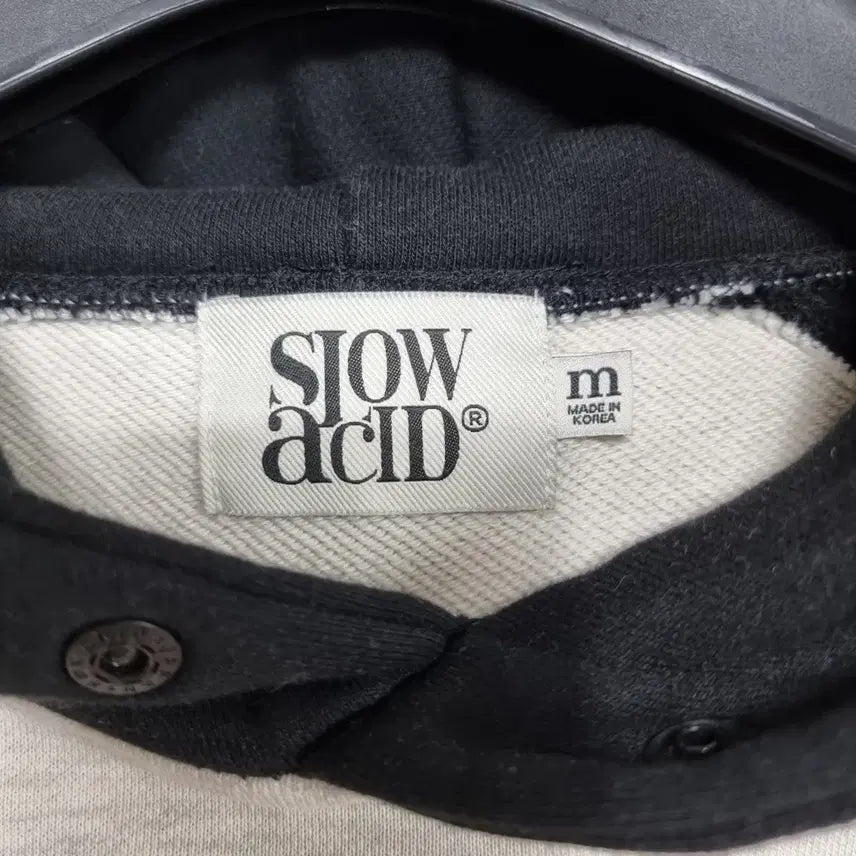 SLOW
acID®
m
MADE IN
KOREA